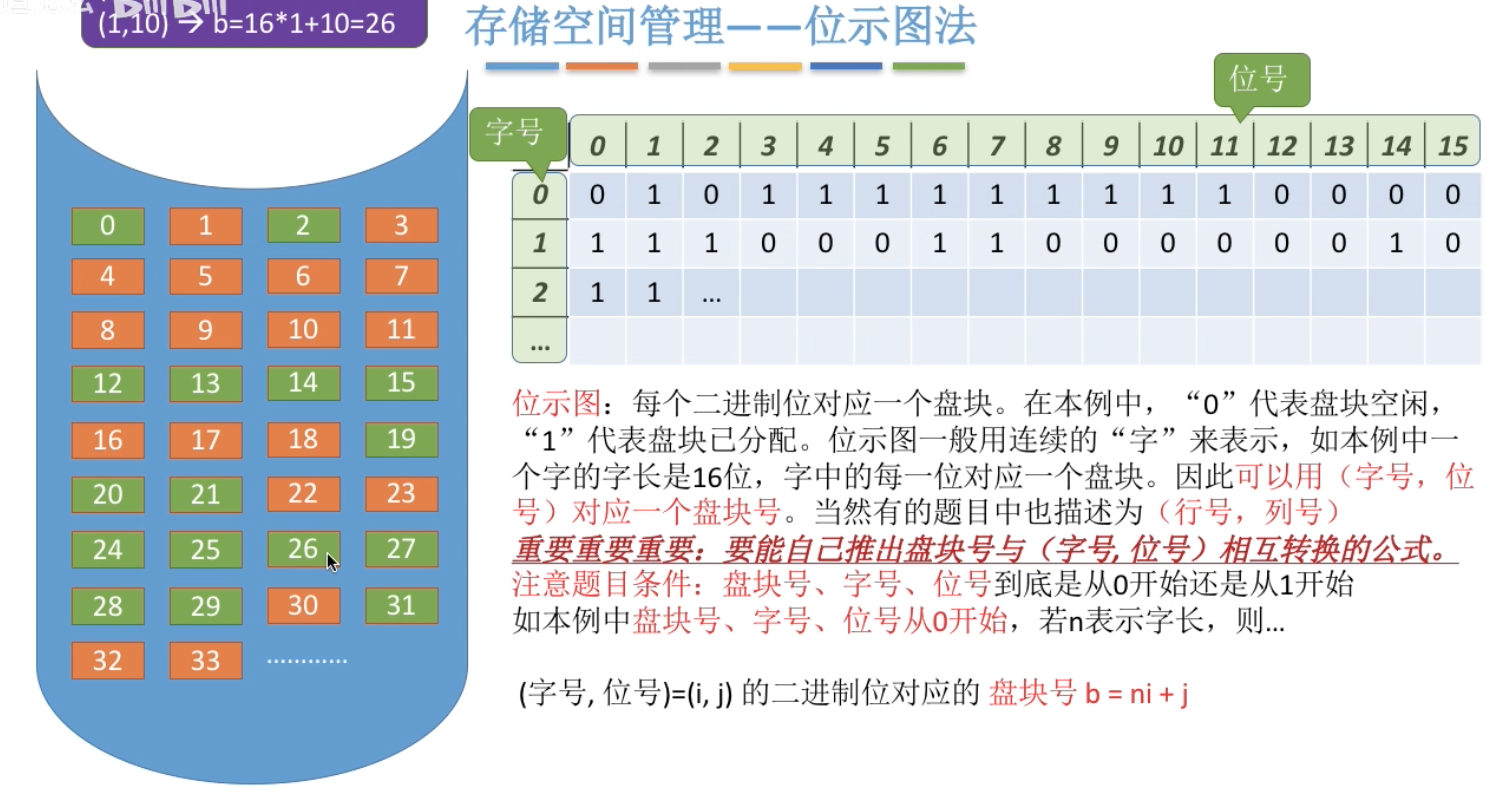 (1,10) → b=16*1+10=26
存储空间管理——位示图法
位号
字号
0 1 2 3 4 5 6 7 8 9 10 11 12 13 14 15
0 0 1 0 1 1 1 1 1 1 1 1 1 0 0 0 0
1 1 1 1 0 0 0 1 1 0 0 0 0 0 0 1 0
2 1 1 ...
...
0 1 2 3
4 5 6 7
8 9 10 11
12 13 14 15
16 17 18 19
20 21 22 23
24 25 26 27
28 29 30 31
32 33 …………
位示图：每个二进制位对应一个盘块。在本例中，“0”代表盘块空闲，
“1”代表盘块已分配。位示图一般用连续的“字”来表示，如本例中一
个字的字长是16位，字中的每一位对应一个盘块。因此可以用（字号，位
号）对应一个盘块号。当然有的题目中也描述为（行号，列号）
重要重要重要：要能自己推出盘块号与（字号, 位号）相互转换的公式。
注意题目条件：盘块号、字号、位号到底是从0开始还是从1开始
如本例中盘块号、字号、位号从0开始，若n表示字长，则...
(字号, 位号)=(i, j) 的二进制位对应的 盘块号 b = ni + j